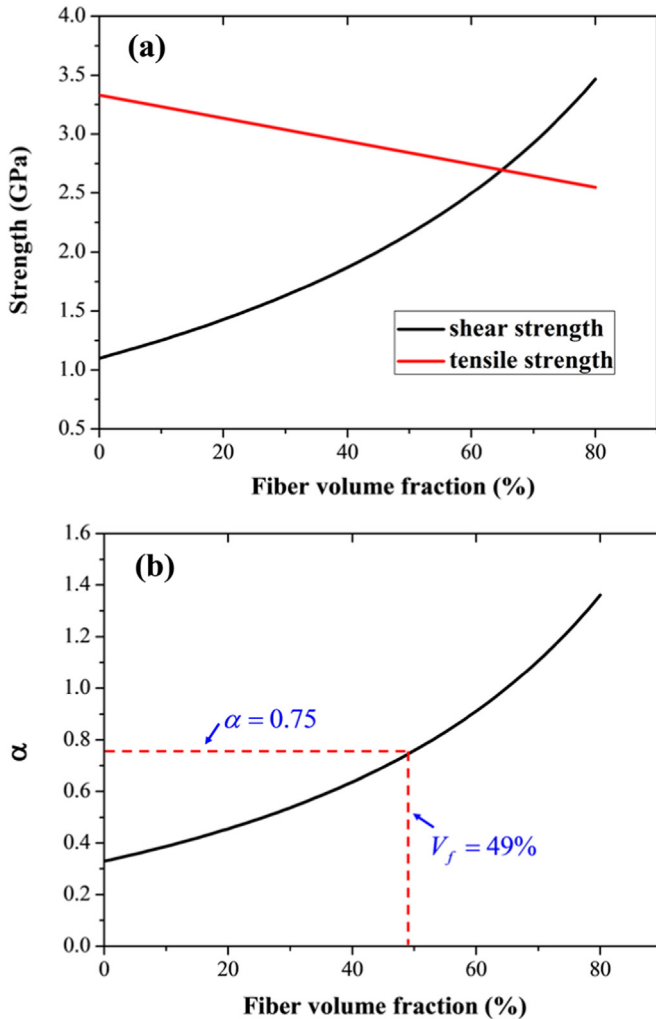 (a)
4.0
3.5
3.0
2.5
2.0
1.5
1.0
0.5
Strength (GPa)
shear strength
tensile strength
0 20 40 60 80
Fiber volume fraction (%)
(b)
1.6
1.4
1.2
1.0
0.8
0.6
0.4
0.2
0.0
α
α = 0.75
V_f = 49%
0 20 40 60 80
Fiber volume fraction (%)